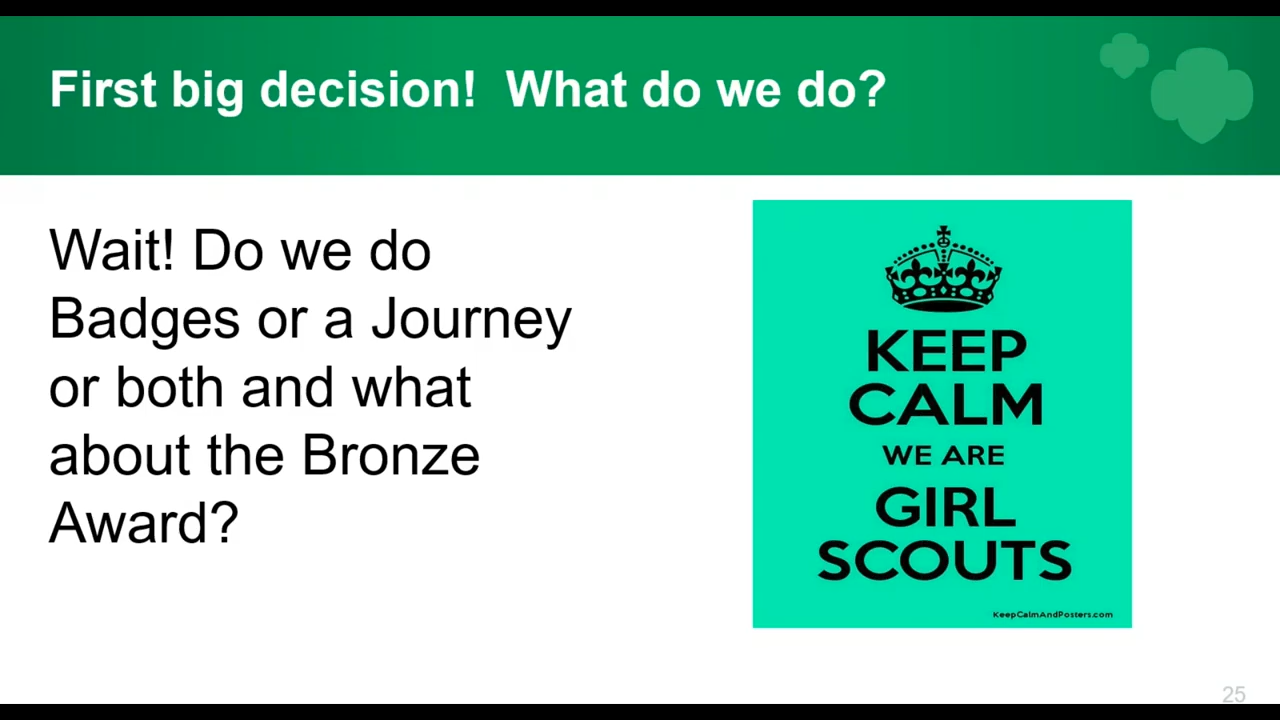 First big decision!  What do we do?
Wait! Do we do
Badges or a Journey
or both and what
about the Bronze
Award?
KEEP
CALM
WE ARE
GIRL
SCOUTS
KeepCalmAndPosters.com
25